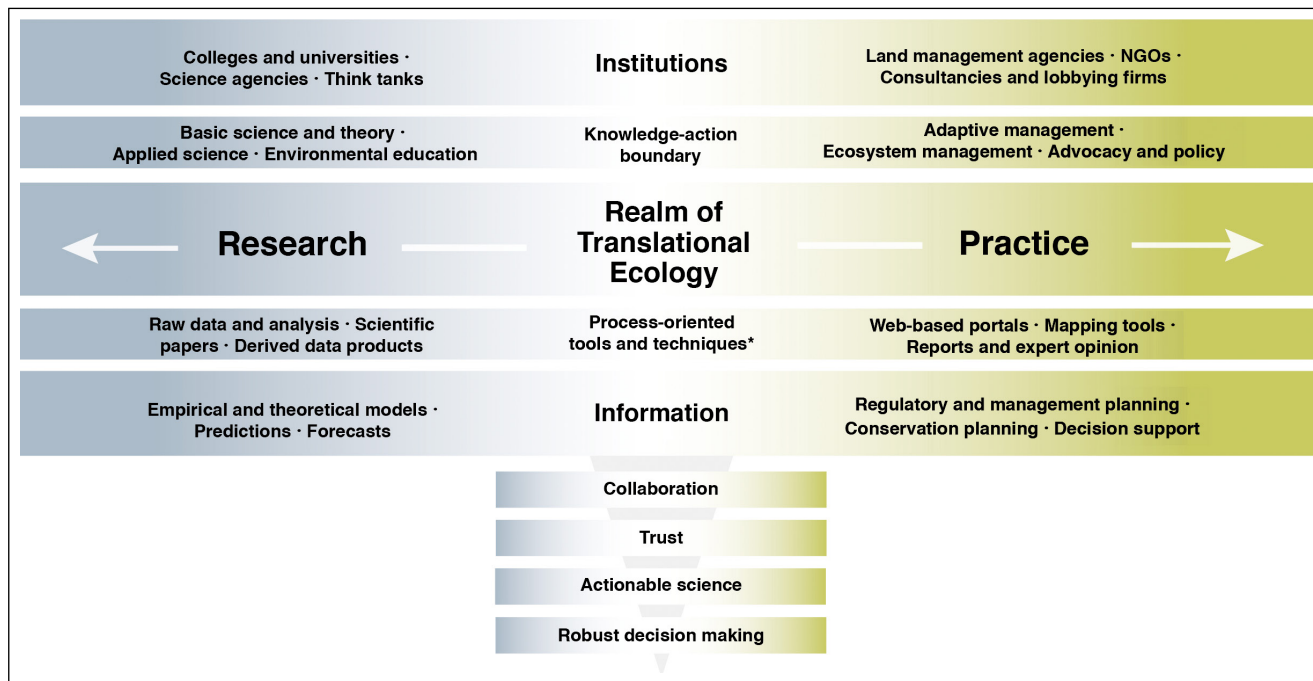 Colleges and universities ·
Science agencies · Think tanks
Institutions
Land management agencies · NGOs ·
Consultancies and lobbying firms
Basic science and theory ·
Applied science · Environmental education
Knowledge-action
boundary
Adaptive management ·
Ecosystem management · Advocacy and policy
Research
Realm of
Translational
Ecology
Practice
Raw data and analysis · Scientific
papers · Derived data products
Process-oriented
tools and techniques*
Web-based portals · Mapping tools ·
Reports and expert opinion
Empirical and theoretical models ·
Predictions · Forecasts
Information
Regulatory and management planning ·
Conservation planning · Decision support
Collaboration
Trust
Actionable science
Robust decision making